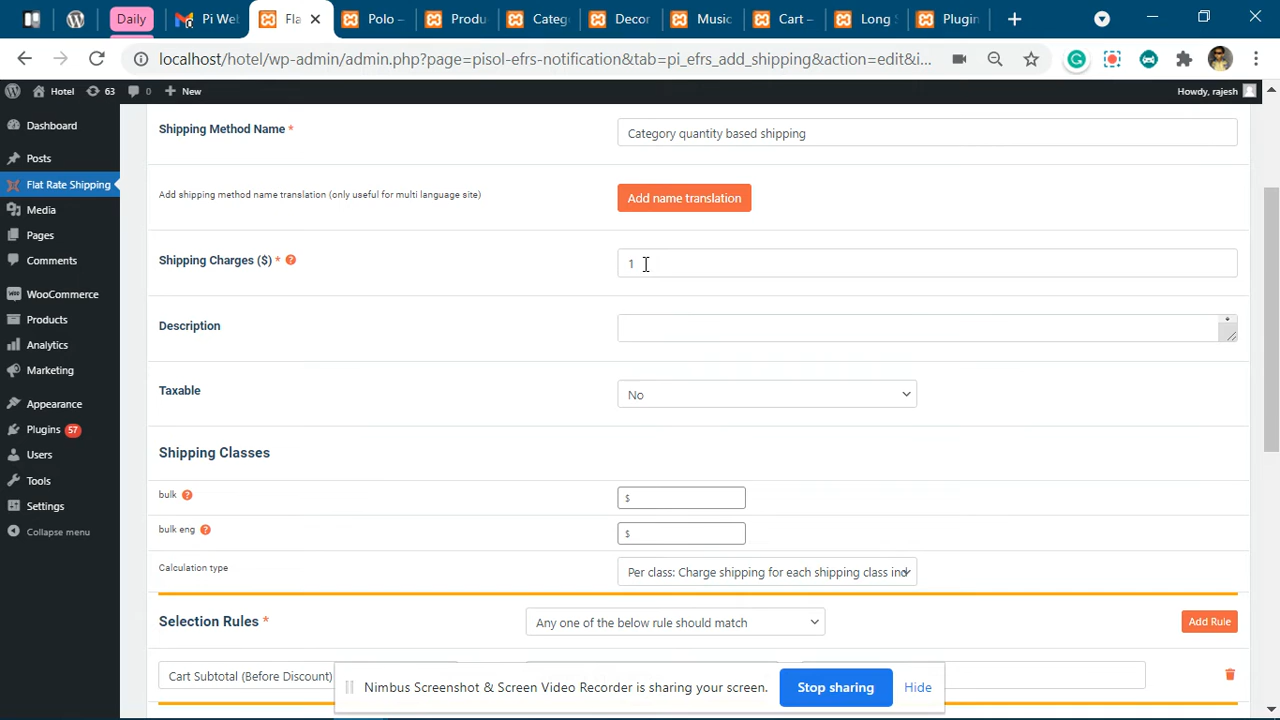 Daily
Pi Wel
Fla
Polo –
Produ
Categ
Decor
Music
Cart –
Long S
Plugin
localhost/hotel/wp-admin/admin.php?page=pisol-efrs-notification&tab=pi_efrs_add_shipping&action=edit&i...
Hotel
63
0
New
Howdy, rajesh
Dashboard
Posts
Flat Rate Shipping
Media
Pages
Comments
WooCommerce
Products
Analytics
Marketing
Appearance
Plugins 57
Users
Tools
Settings
Collapse menu
Shipping Method Name *
Category quantity based shipping
Add shipping method name translation (only useful for multi language site)
Add name translation
Shipping Charges ($) * ?
1
Description
Taxable
No
Shipping Classes
bulk ?
$
bulk eng ?
$
Calculation type
Per class: Charge shipping for each shipping class ind
Selection Rules *
Any one of the below rule should match
Add Rule
Cart Subtotal (Before Discount)
Nimbus Screenshot & Screen Video Recorder is sharing your screen.
Stop sharing
Hide